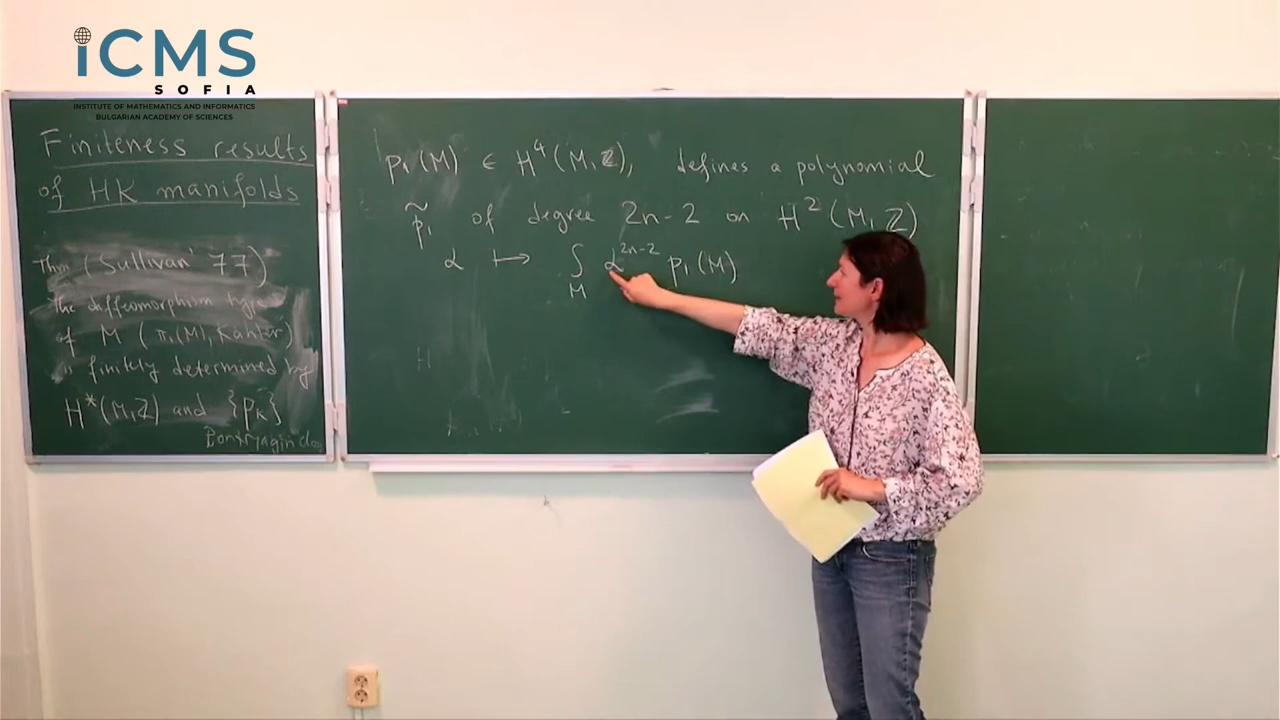 iCMS
SOFIA
INSTITUTE OF MATHEMATICS AND INFORMATICS
BULGARIAN ACADEMY OF SCIENCES
Finiteness results
of HK manifolds
Thm (Sullivan '77)
The diffeomorphism type
of M (π₁(M), Kähler)
is finitely determined by
H*(M,ℤ) and {pₖ}
Pontryagin
p₁(M) ∈ H⁴(M,ℤ), defines a polynomial
p̃₁ of degree 2n-2 on H²(M,ℤ)
α ↦ ∫_M α²ⁿ⁻² p₁(M)